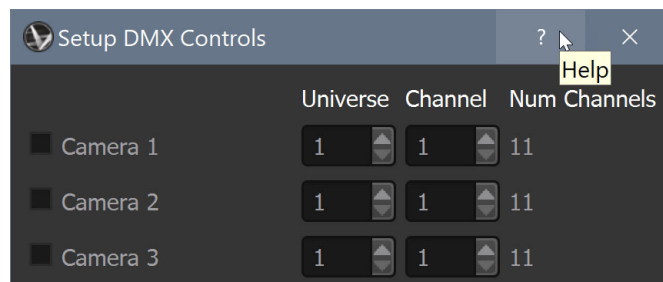 Setup DMX Controls ?
Help
Universe Channel Num Channels
Camera 1 1 1 11
Camera 2 1 1 11
Camera 3 1 1 11